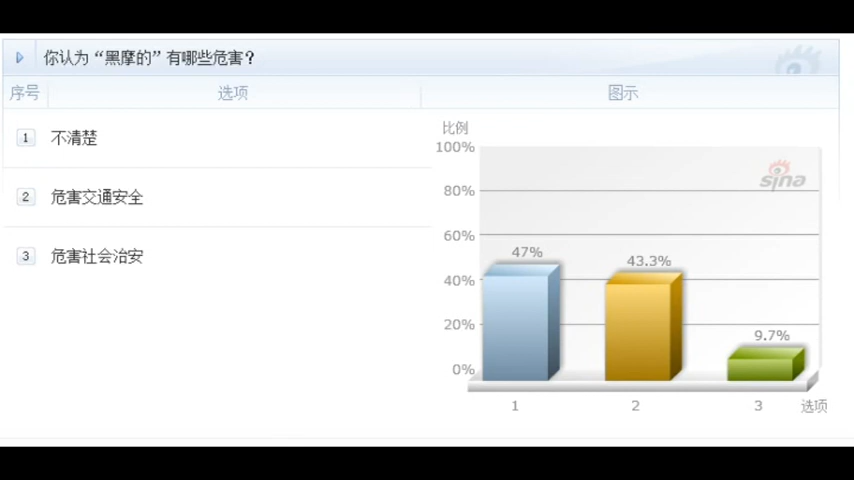 你认为“黑摩的”有哪些危害？
序号 选项 图示
1 不清楚
2 危害交通安全
3 危害社会治安
比例
100%
80%
60%
40%
20%
0%
sina
47%
43.3%
9.7%
1 2 3 选项